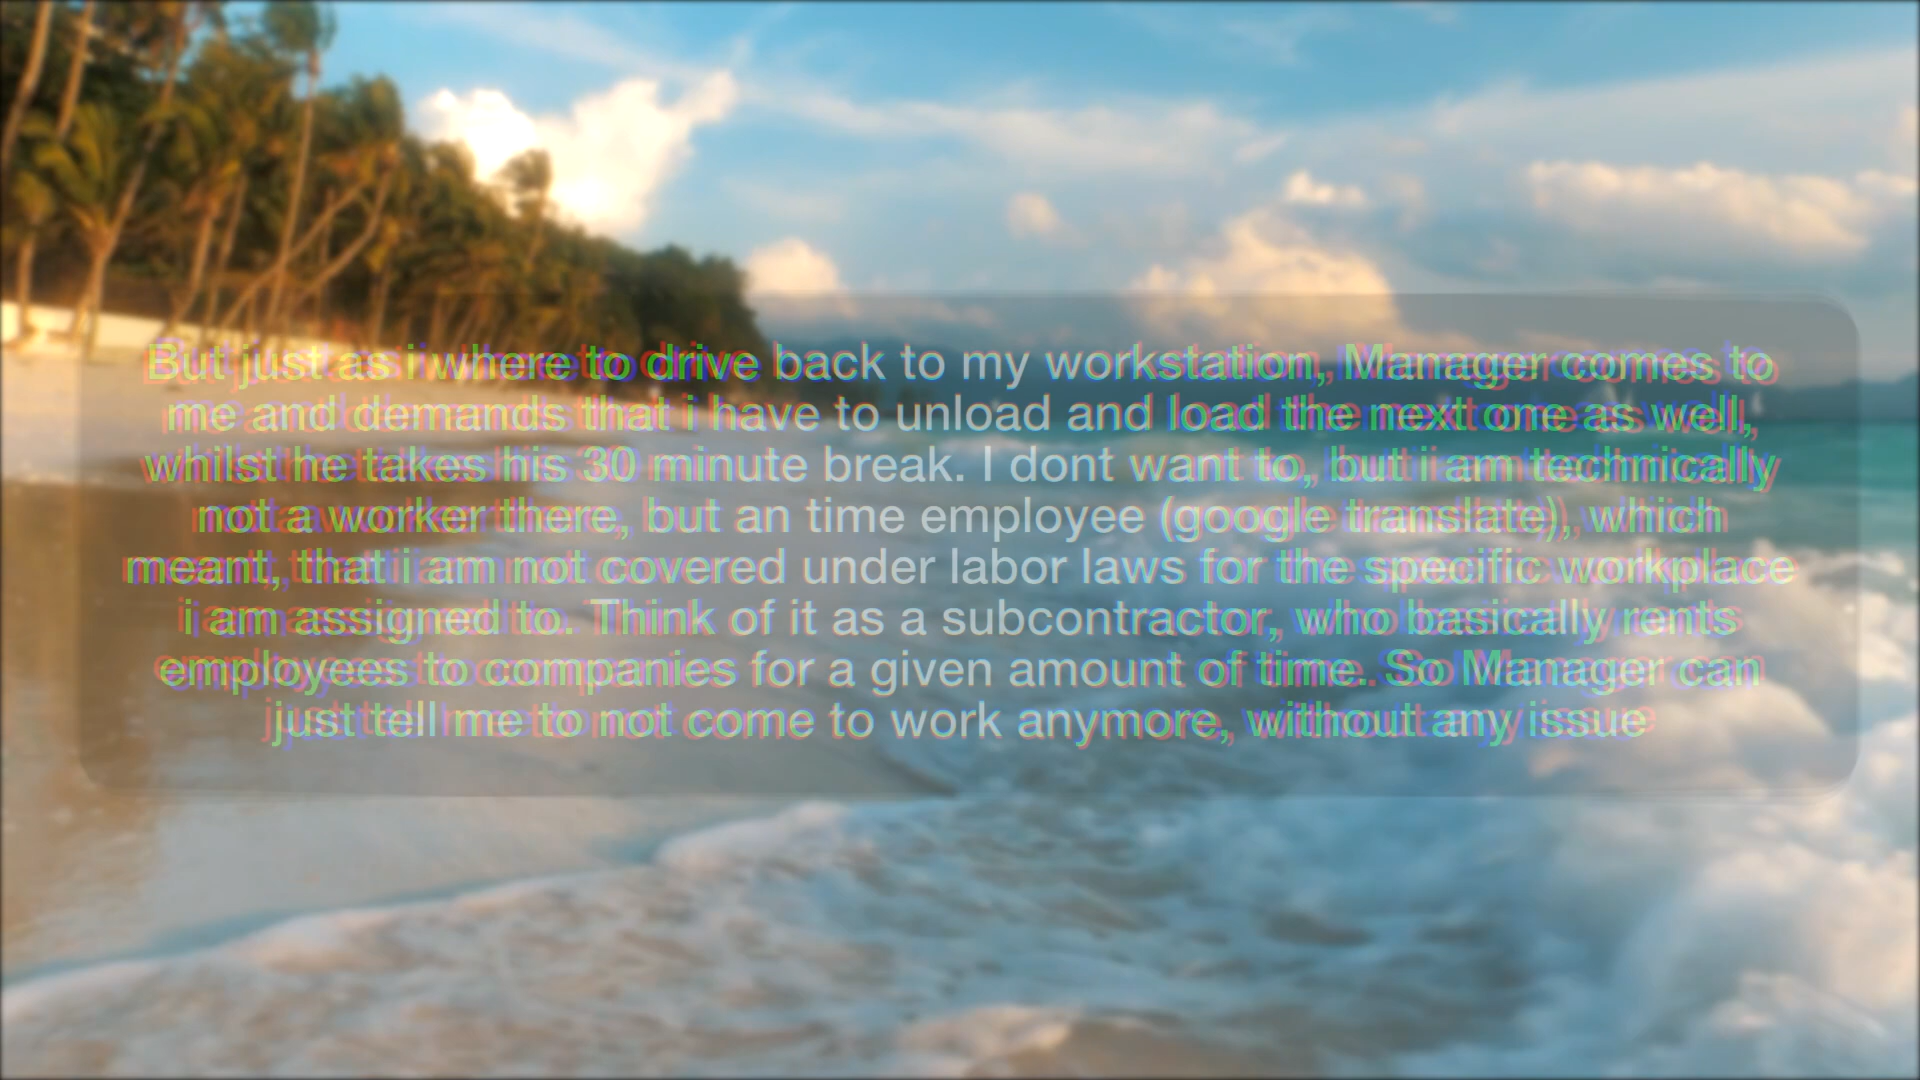 But just as i where to drive back to my workstation, Manager comes to
me and demands that i have to unload and load the next one as well,
whilst he takes his 30 minute break. I dont want to, but i am technically
not a worker there, but an time employee (google translate), which
meant, that i am not covered under labor laws for the specific workplace
i am assigned to. Think of it as a subcontractor, who basically rents
employees to companies for a given amount of time. So Manager can
just tell me to not come to work anymore, without any issue